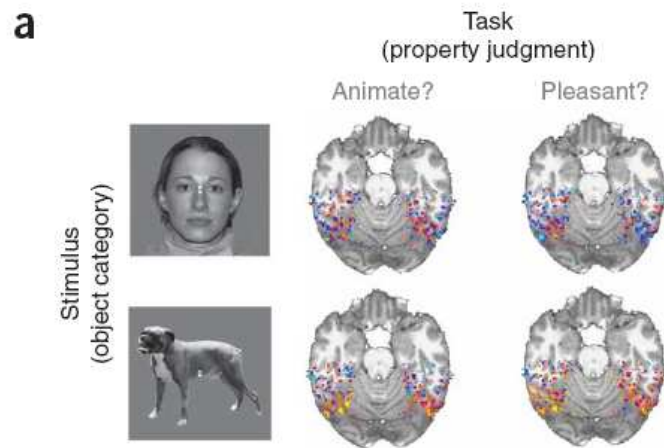 a
Task
(property judgment)
Animate?
Pleasant?
Stimulus
(object category)